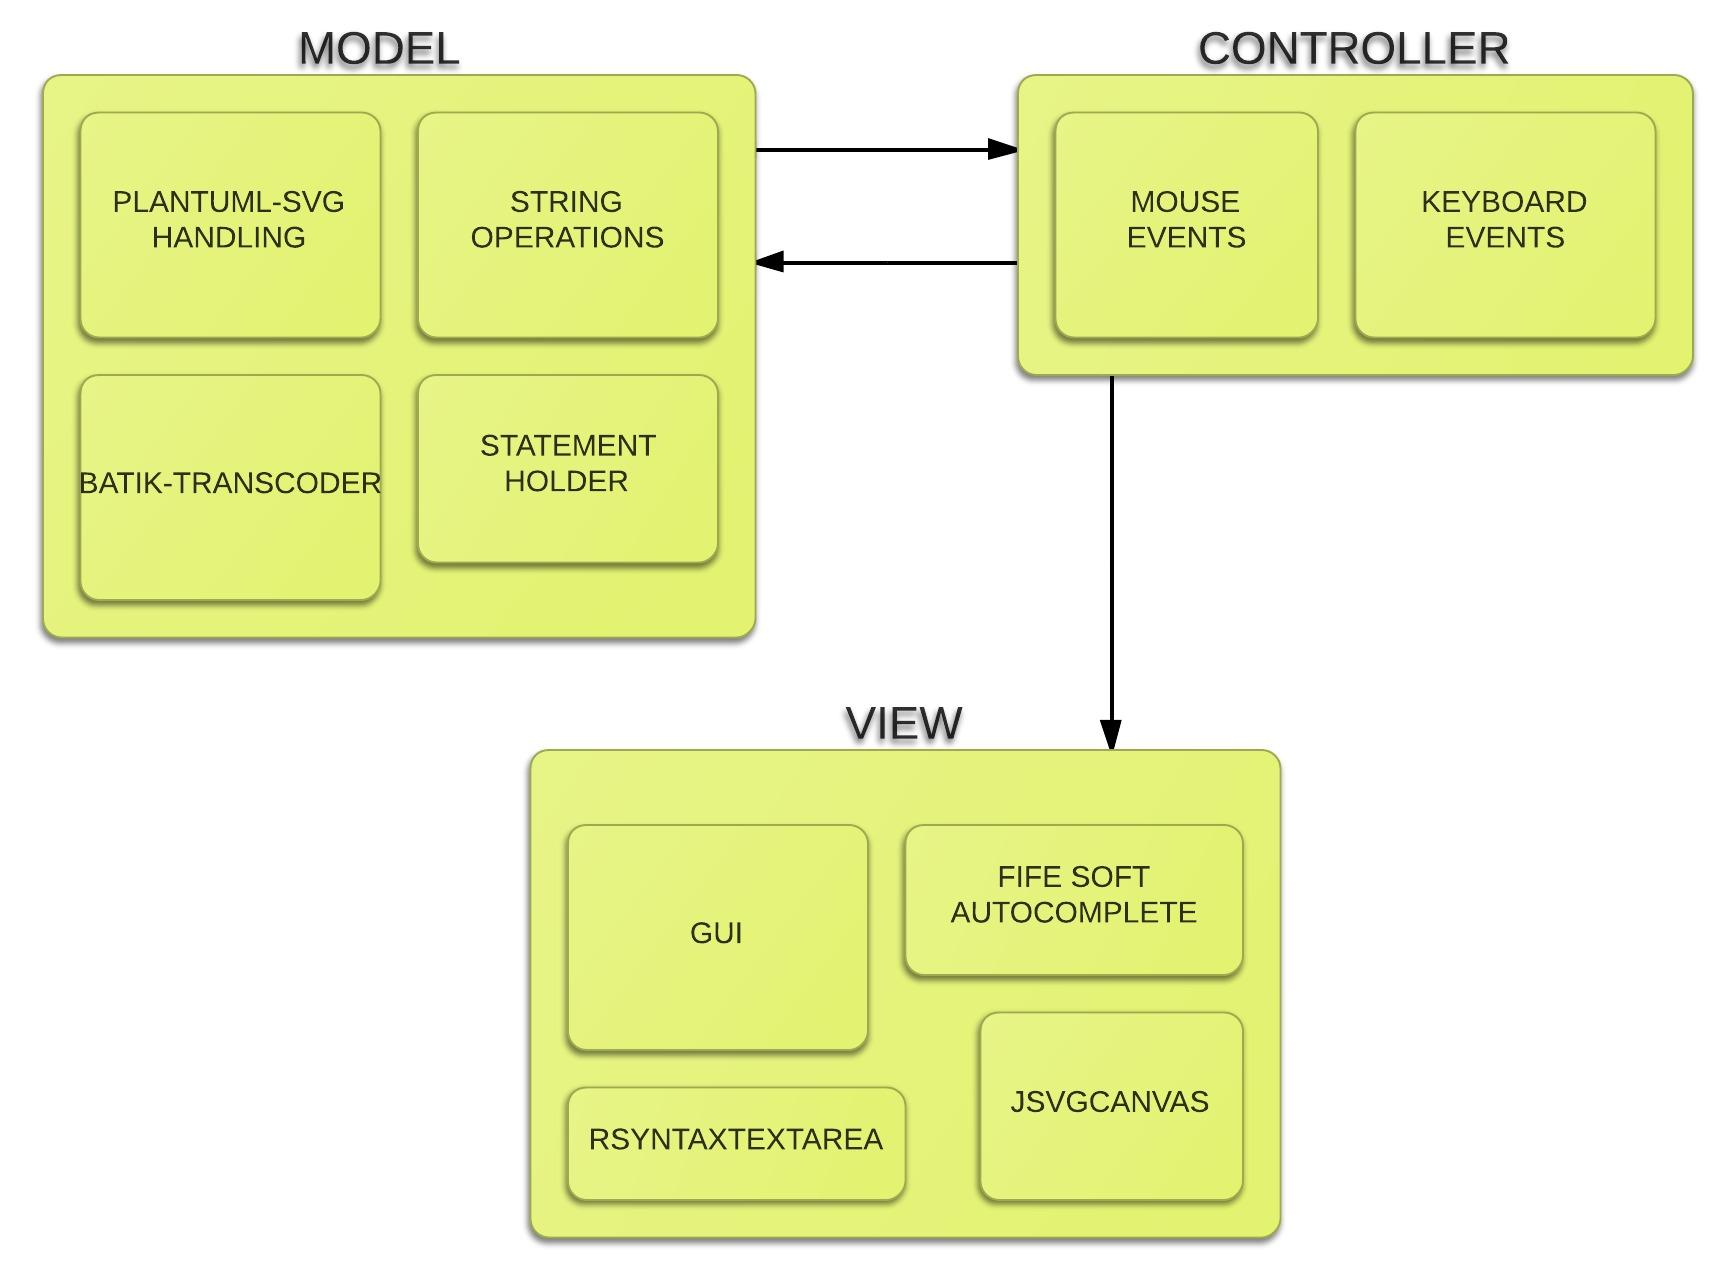 MODEL
PLANTUML-SVG
HANDLING
STRING
OPERATIONS
BATIK-TRANSCODER
STATEMENT
HOLDER
CONTROLLER
MOUSE
EVENTS
KEYBOARD
EVENTS
VIEW
GUI
FIFE SOFT
AUTOCOMPLETE
RSYNTAXTEXTAREA
JSVGCANVAS